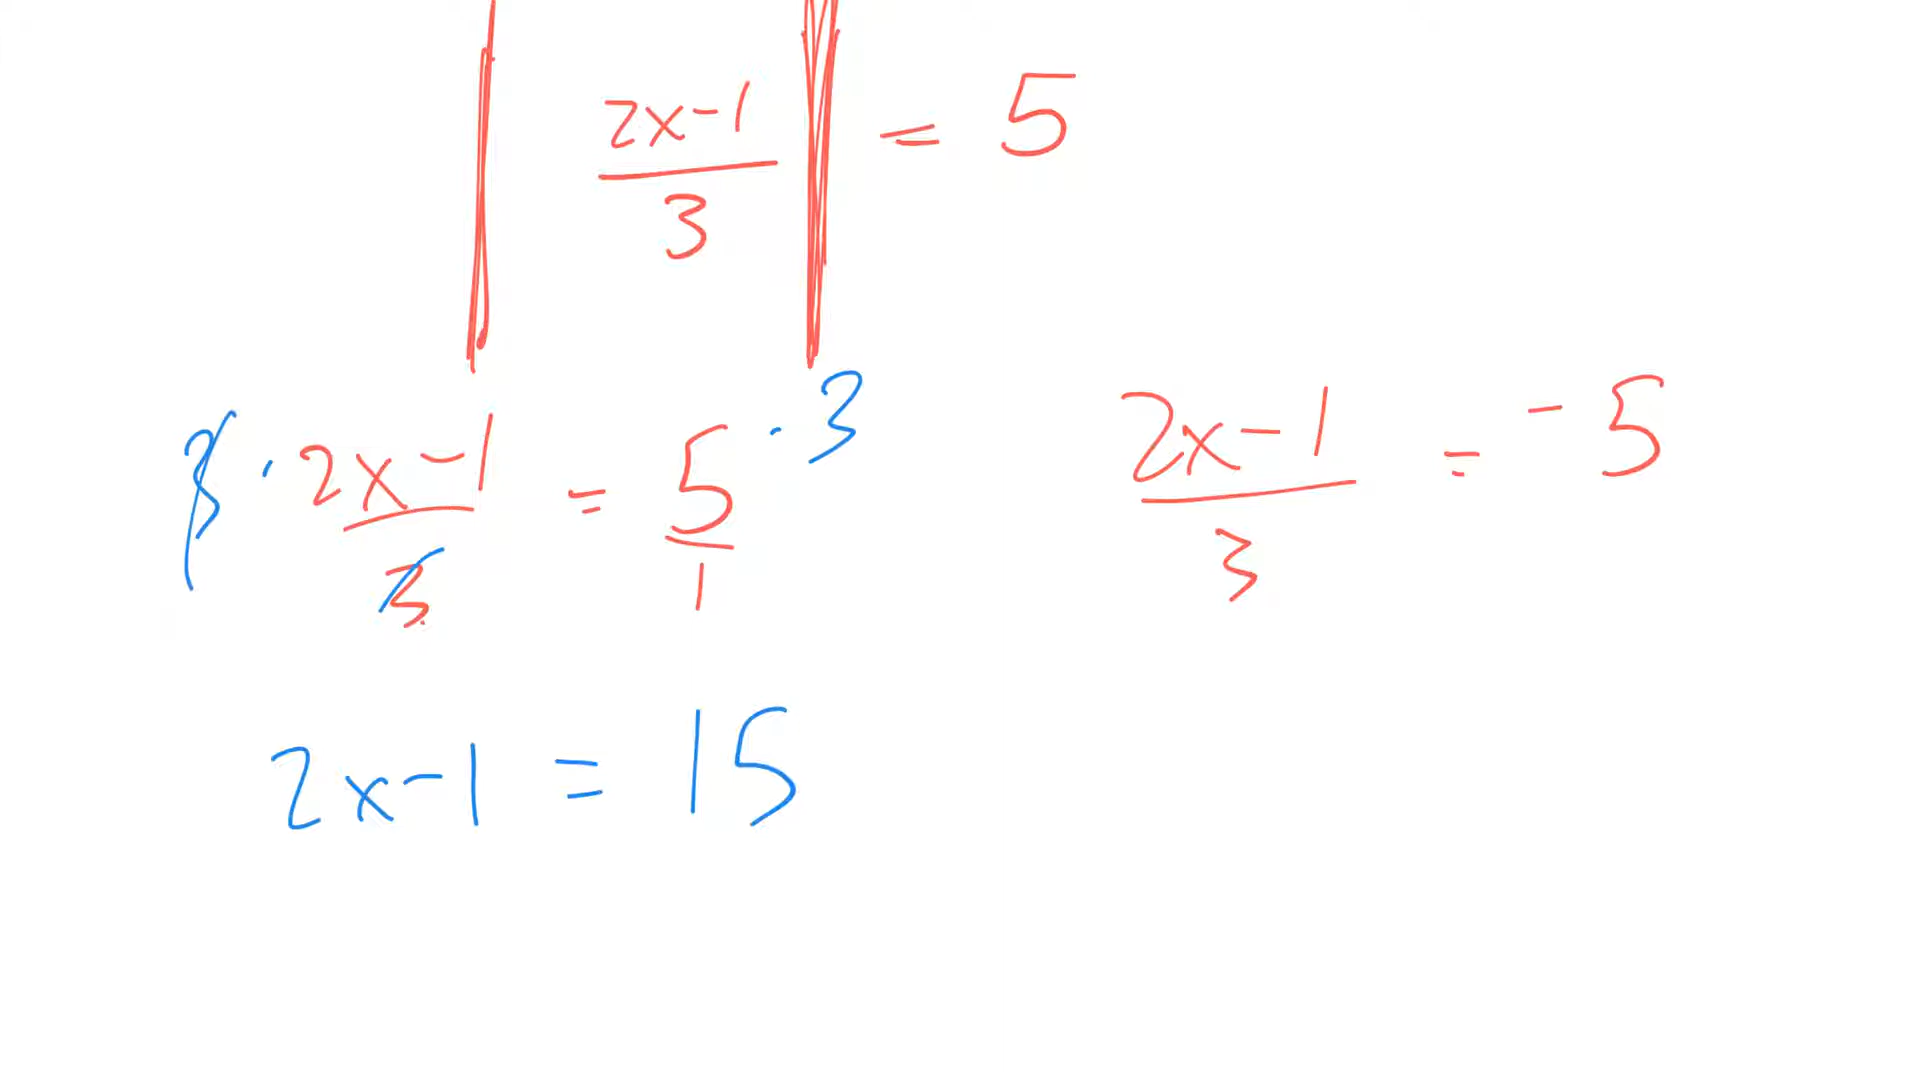 |2x-1/3| = 5
3 · 2x-1/3 = 5/1 · 3
2x-1/3 = -5
2x-1 = 15